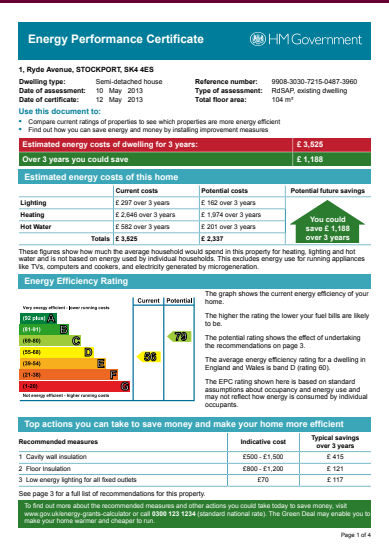 Energy Performance Certificate
HM Government
1, Ryde Avenue, STOCKPORT, SK4 4ES
Dwelling type: Semi-detached house Reference number: 9908-3030-7215-0487-3960
Date of assessment: 10 May 2013 Type of assessment: RdSAP, existing dwelling
Date of certificate: 12 May 2013 Total floor area: 104 m²
Use this document to:
• Compare current ratings of properties to see which properties are more energy efficient
• Find out how you can save energy and money by installing improvement measures
Estimated energy costs of dwelling for 3 years: £ 3,525
Over 3 years you could save £ 1,188
Estimated energy costs of this home
Current costs Potential costs Potential future savings
Lighting £ 297 over 3 years £ 162 over 3 years
Heating £ 2,646 over 3 years £ 1,974 over 3 years
Hot Water £ 582 over 3 years £ 201 over 3 years
Totals £ 3,525 £ 2,337
You could
save £ 1,188
over 3 years
These figures show how much the average household would spend in this property for heating, lighting and hot
water and is not based on energy used by individual households. This excludes energy use for running appliances
like TVs, computers and cookers, and electricity generated by microgeneration.
Energy Efficiency Rating
Current Potential
Very energy efficient - lower running costs
(92 plus) A
(81-91) B
(69-80) C
(55-68) D
(39-54) E
(21-38) F
(1-20) G
Not energy efficient - higher running costs
56
79
The graph shows the current energy efficiency of your
home.
The higher the rating the lower your fuel bills are likely
to be.
The potential rating shows the effect of undertaking
the recommendations on page 3.
The average energy efficiency rating for a dwelling in
England and Wales is band D (rating 60).
The EPC rating shown here is based on standard
assumptions about occupancy and energy use and
may not reflect how energy is consumed by individual
occupants.
Top actions you can take to save money and make your home more efficient
Recommended measures Indicative cost Typical savings
over 3 years
1 Cavity wall insulation £500 - £1,500 £ 415
2 Floor Insulation £800 - £1,200 £ 121
3 Low energy lighting for all fixed outlets £70 £ 117
See page 3 for a full list of recommendations for this property.
To find out more about the recommended measures and other actions you could take today to save money, visit
www.gov.uk/energy-grants-calculator or call 0300 123 1234 (standard national rate). The Green Deal may enable you to
make your home warmer and cheaper to run.
Page 1 of 4